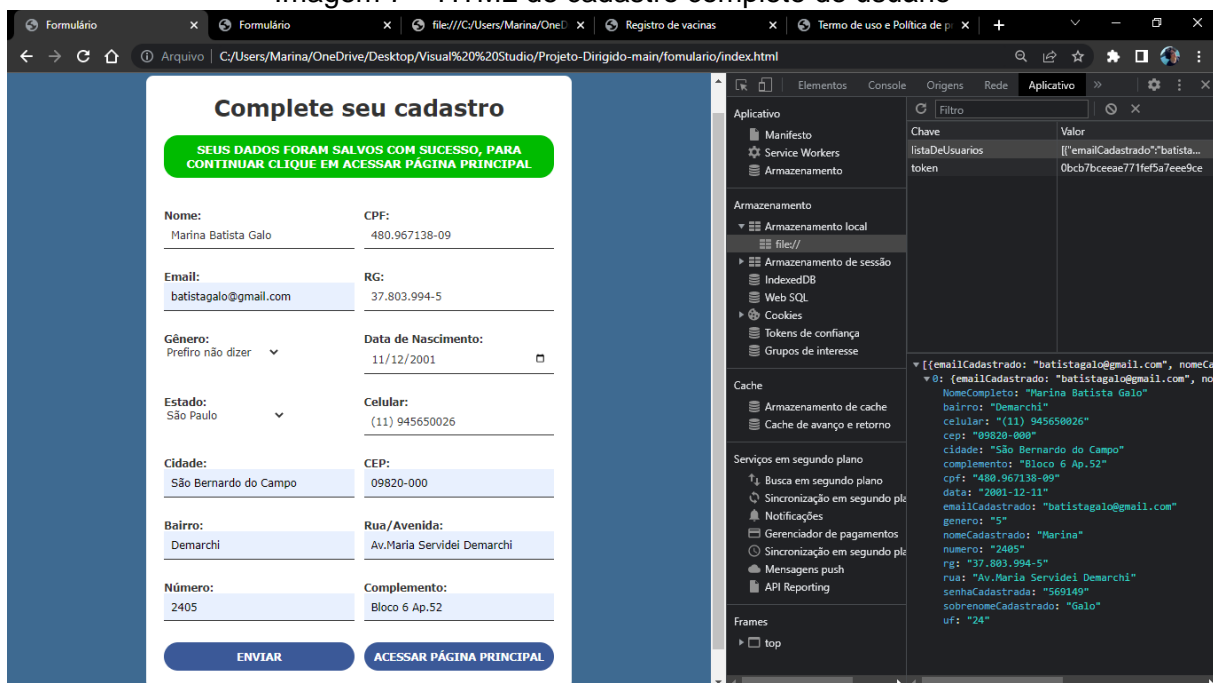 Formulário
Formulário
file:///C:/Users/Marina/OneD
Registro de vacinas
Termo de uso e Política de p
Arquivo | C:/Users/Marina/OneDrive/Desktop/Visual%20%20Studio/Projeto-Dirigido-main/fomulario/index.html
Complete seu cadastro
SEUS DADOS FORAM SALVOS COM SUCESSO, PARA
CONTINUAR CLIQUE EM ACESSAR PÁGINA PRINCIPAL
Nome: CPF:
Marina Batista Galo 480.967138-09
Email: RG:
batistagalo@gmail.com 37.803.994-5
Gênero: Data de Nascimento:
Prefiro não dizer 11/12/2001
Estado: Celular:
São Paulo (11) 945650026
Cidade: CEP:
São Bernardo do Campo 09820-000
Bairro: Rua/Avenida:
Demarchi Av.Maria Servidei Demarchi
Número: Complemento:
2405 Bloco 6 Ap.52
ENVIAR ACESSAR PÁGINA PRINCIPAL
Elementos Console Origens Rede Aplicativo
Aplicativo
Manifesto
Service Workers
Armazenamento
Armazenamento
Armazenamento local
file://
Armazenamento de sessão
IndexedDB
Web SQL
Cookies
Tokens de confiança
Grupos de interesse
Cache
Armazenamento de cache
Cache de avanço e retorno
Serviços em segundo plano
Busca em segundo plano
Sincronização em segundo pla
Notificações
Gerenciador de pagamentos
Sincronização em segundo pla
Mensagens push
API Reporting
Frames
top
Filtro
Chave Valor
listaDeUsuarios [{"emailCadastrado":"batista...
token 0bcb7bceeae771fef5a7eee9ce
[{emailCadastrado: "batistagalo@gmail.com", nomeCa
0: {emailCadastrado: "batistagalo@gmail.com", no
NomeCompleto: "Marina Batista Galo"
bairro: "Demarchi"
celular: "(11) 945650026"
cep: "09820-000"
cidade: "São Bernardo do Campo"
complemento: "Bloco 6 Ap.52"
cpf: "480.967138-09"
data: "2001-12-11"
emailCadastrado: "batistagalo@gmail.com"
genero: "5"
nomeCadastrado: "Marina"
numero: "2405"
rg: "37.803.994-5"
rua: "Av.Maria Servidei Demarchi"
senhaCadastrada: "569149"
sobrenomeCadastrado: "Galo"
uf: "24"